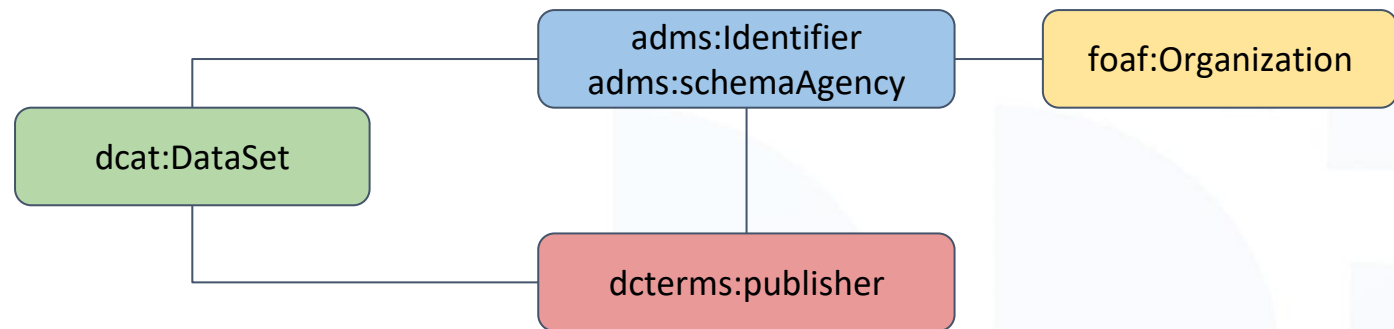 adms:Identifier
adms:schemaAgency
foaf:Organization
dcat:DataSet
dcterms:publisher